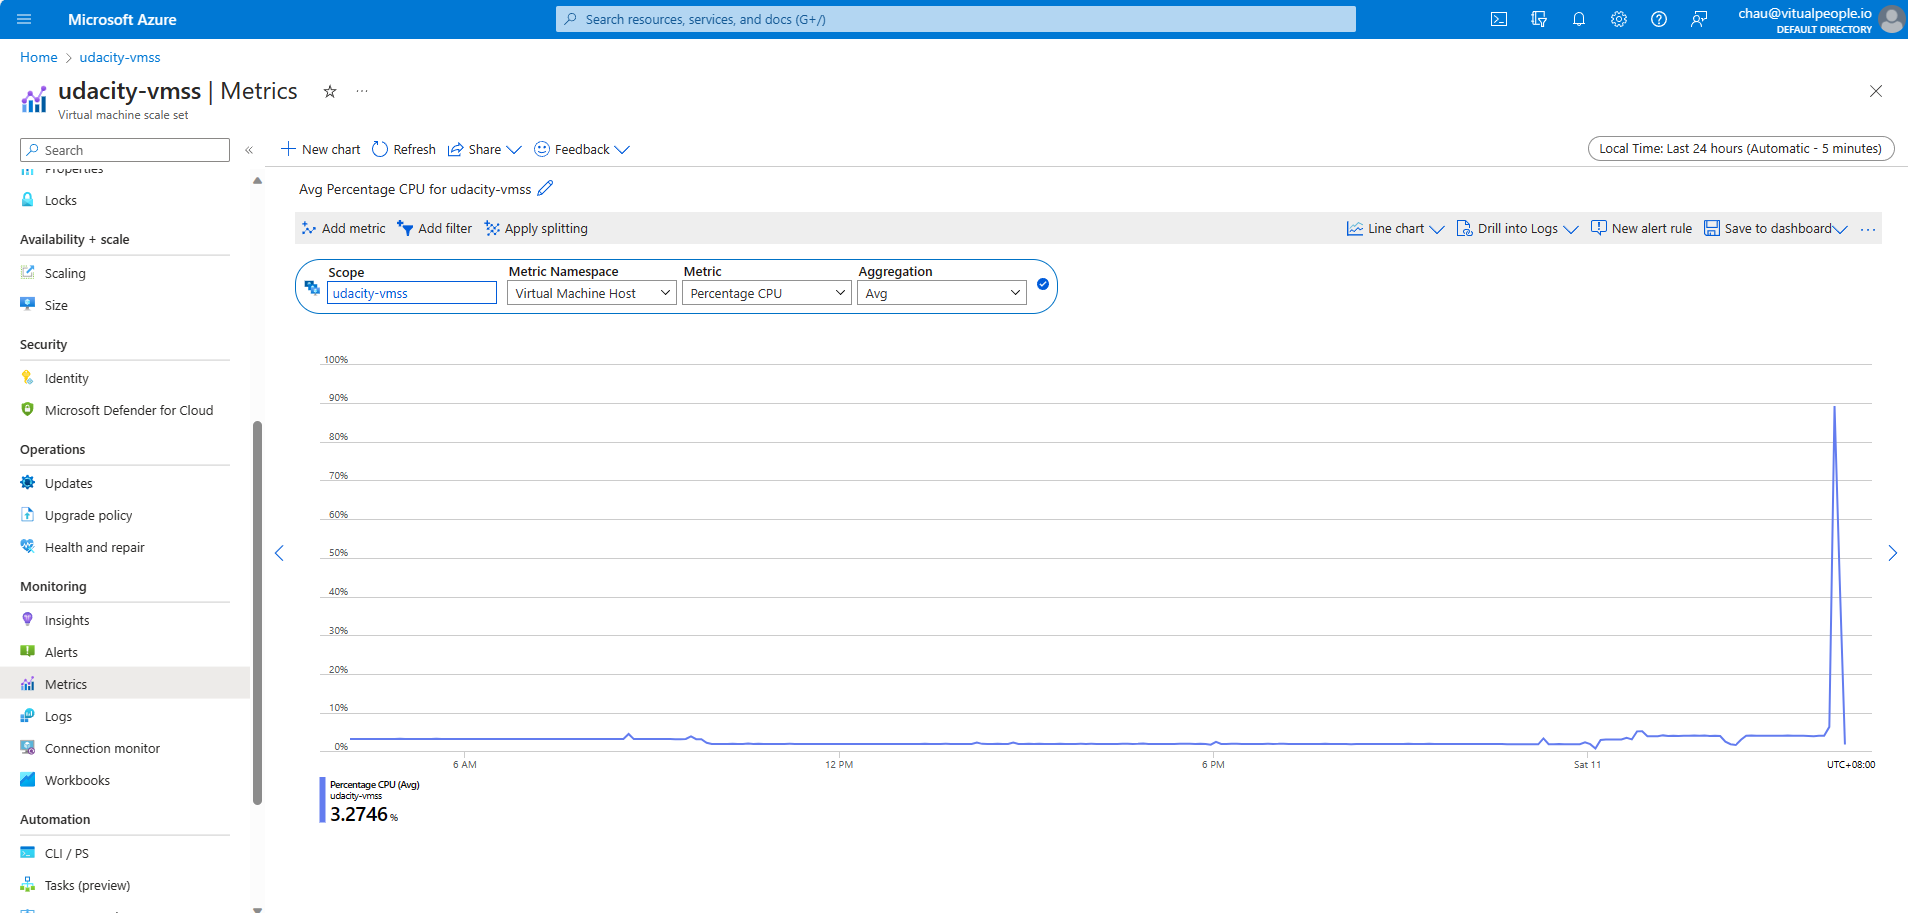 Microsoft Azure
Search resources, services, and docs (G+/)
chau@vitualpeople.io
DEFAULT DIRECTORY
Home > udacity-vmss
udacity-vmss | Metrics
Virtual machine scale set
Search
New chart
Refresh
Share
Feedback
Local Time: Last 24 hours (Automatic - 5 minutes)
Properties
Locks
Availability + scale
Scaling
Size
Security
Identity
Microsoft Defender for Cloud
Operations
Updates
Upgrade policy
Health and repair
Monitoring
Insights
Alerts
Metrics
Logs
Connection monitor
Workbooks
Automation
CLI / PS
Tasks (preview)
Avg Percentage CPU for udacity-vmss
Add metric
Add filter
Apply splitting
Line chart
Drill into Logs
New alert rule
Save to dashboard
Scope
udacity-vmss
Metric Namespace
Virtual Machine Host
Metric
Percentage CPU
Aggregation
Avg
100%
90%
80%
70%
60%
50%
40%
30%
20%
10%
0%
6 AM
12 PM
6 PM
Sat 11
UTC+08:00
Percentage CPU (Avg)
udacity-vmss
3.2746 %